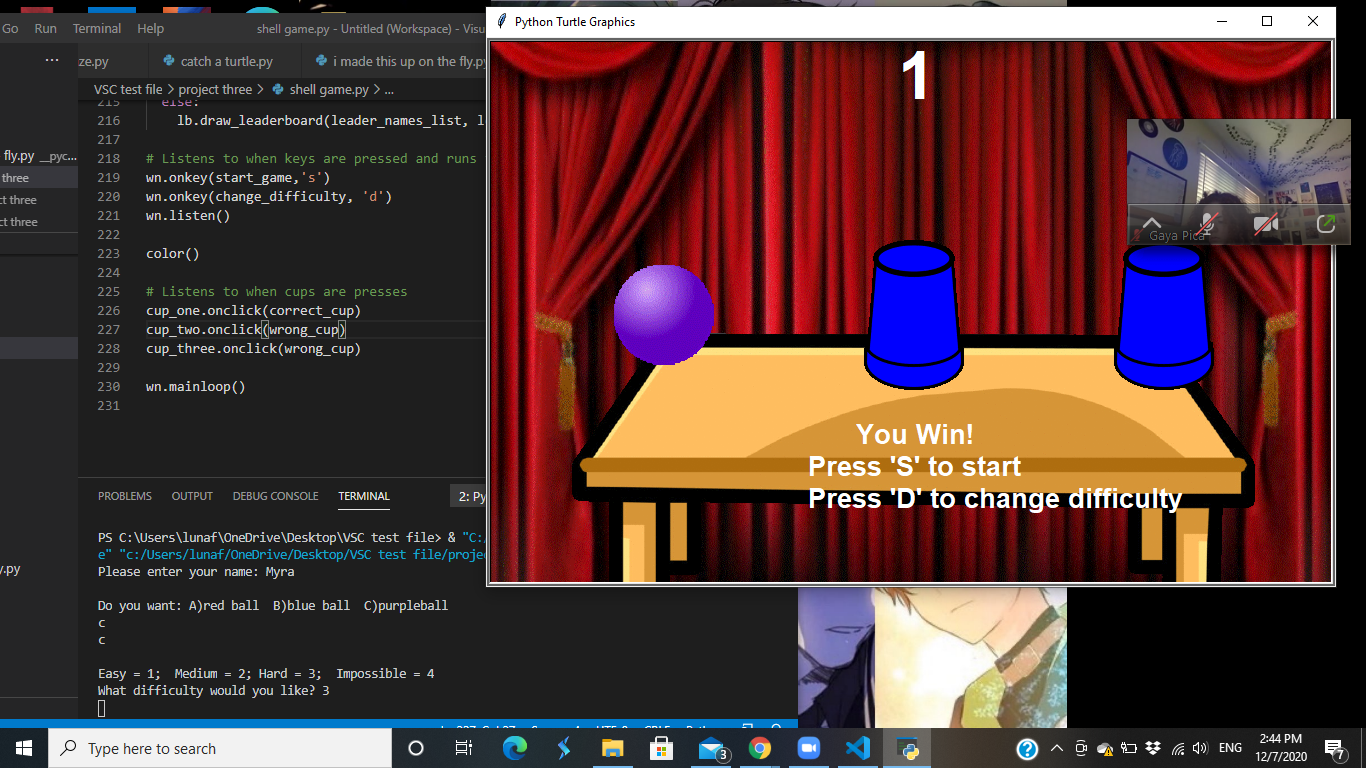 Go Run Terminal Help shell game.py - Untitled (Workspace) - Visu
Python Turtle Graphics
ze.py catch a turtle.py i made this up on the fly.py
VSC test file > project three > shell game.py > ...
215 else:
216 lb.draw_leaderboard(leader_names_list, l
217
218 # Listens to when keys are pressed and runs
219 wn.onkey(start_game,'s')
220 wn.onkey(change_difficulty, 'd')
221 wn.listen()
222
223 color()
224
225 # Listens to when cups are presses
226 cup_one.onclick(correct_cup)
227 cup_two.onclick(wrong_cup)
228 cup_three.onclick(wrong_cup)
229
230 wn.mainloop()
231
fly.py __pyc...
three
ct three
ct three
y.py
1
Gaya Pica
You Win!
Press 'S' to start
Press 'D' to change difficulty
PROBLEMS OUTPUT DEBUG CONSOLE TERMINAL 2: Py
PS C:\Users\lunaf\OneDrive\Desktop\VSC test file> & "C:/
e" "c:/Users/lunaf/OneDrive/Desktop/VSC test file/projec
Please enter your name: Myra
Do you want: A)red ball B)blue ball C)purpleball
c
c
Easy = 1; Medium = 2; Hard = 3; Impossible = 4
What difficulty would you like? 3
Type here to search
3
ENG
2:44 PM
12/7/2020
7